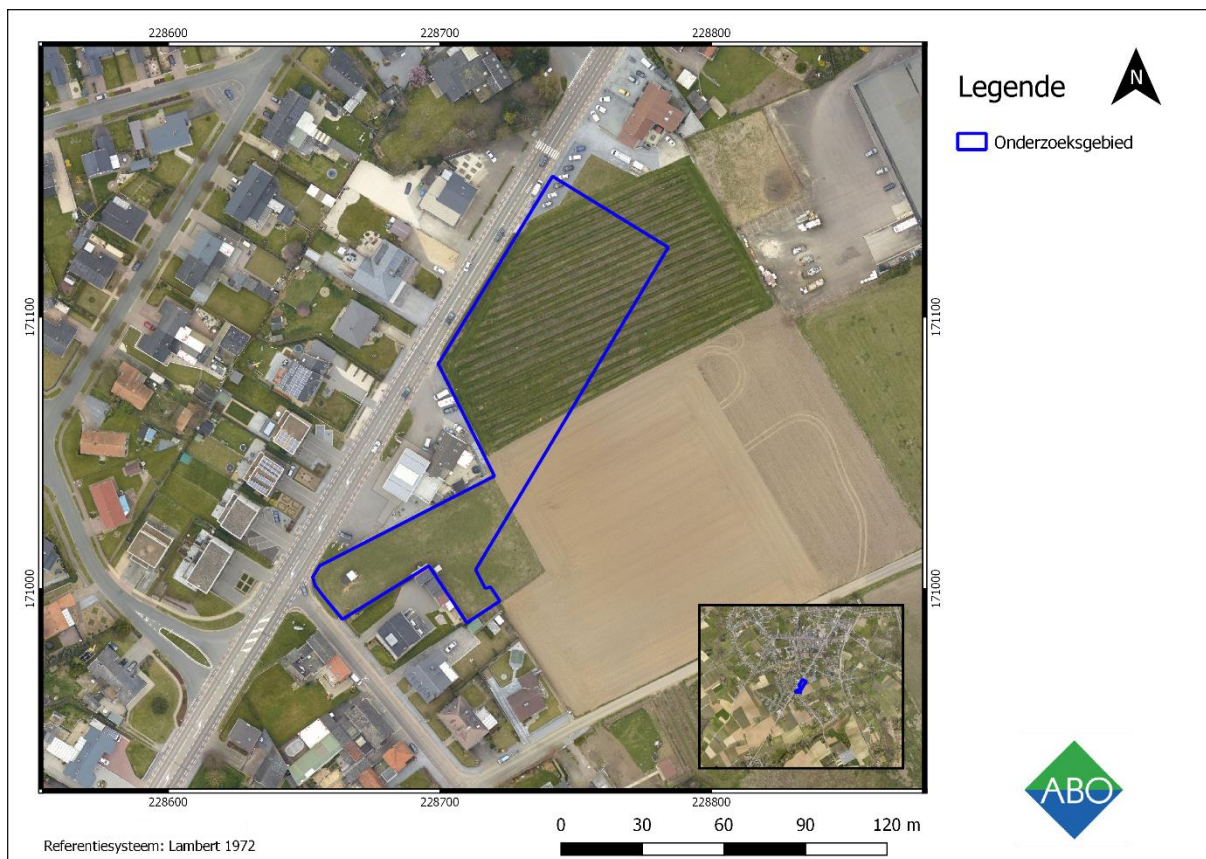 228600 228700 228800
Legende
N
Onderzoeksgebied
171100 171100
171000 171000
228600 228700 228800
ABO
0 30 60 90 120 m
Referentiesysteem: Lambert 1972